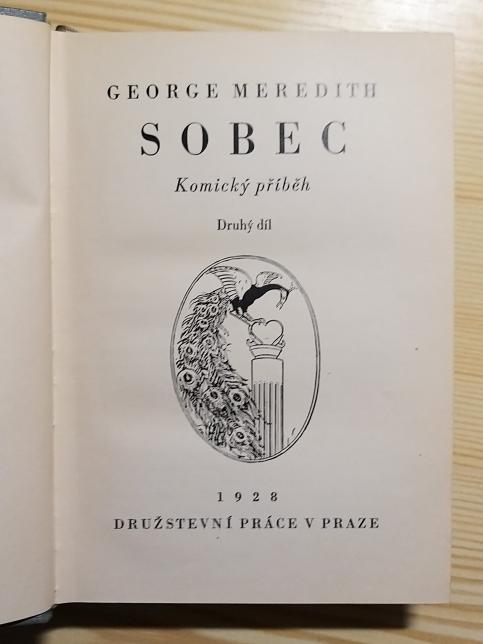 GEORGE MEREDITH
SOBEC
Komický příběh
Druhý díl
1928
DRUŽSTEVNÍ PRÁCE V PRAZE